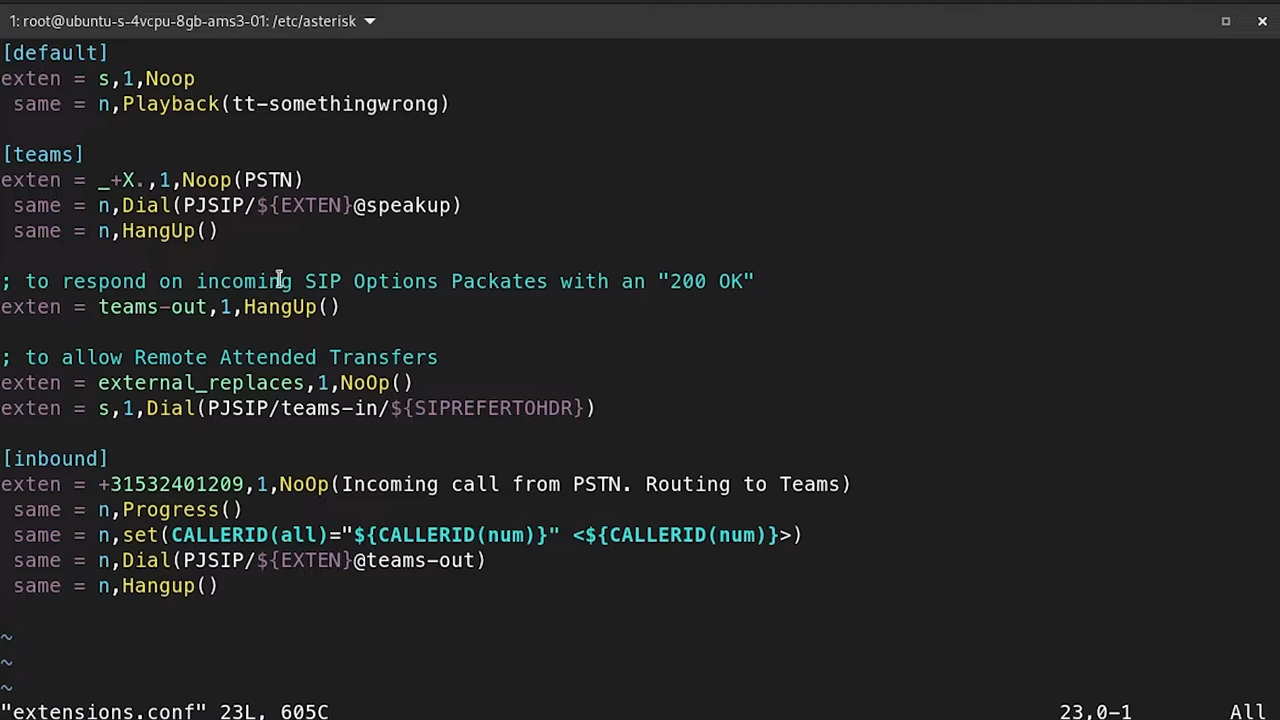 1: root@ubuntu-s-4vcpu-8gb-ams3-01: /etc/asterisk
[default]
exten = s,1,Noop
 same = n,Playback(tt-somethingwrong)
[teams]
exten = _+X.,1,Noop(PSTN)
 same = n,Dial(PJSIP/${EXTEN}@speakup)
 same = n,HangUp()
; to respond on incoming SIP Options Packates with an "200 OK"
exten = teams-out,1,HangUp()
; to allow Remote Attended Transfers
exten = external_replaces,1,NoOp()
exten = s,1,Dial(PJSIP/teams-in/${SIPREFERTOHDR})
[inbound]
exten = +31532401209,1,NoOp(Incoming call from PSTN. Routing to Teams)
 same = n,Progress()
 same = n,set(CALLERID(all)="${CALLERID(num)}" <${CALLERID(num)}>)
 same = n,Dial(PJSIP/${EXTEN}@teams-out)
 same = n,Hangup()
~
~
~
"extensions.conf" 23L, 605C 23,0-1 All